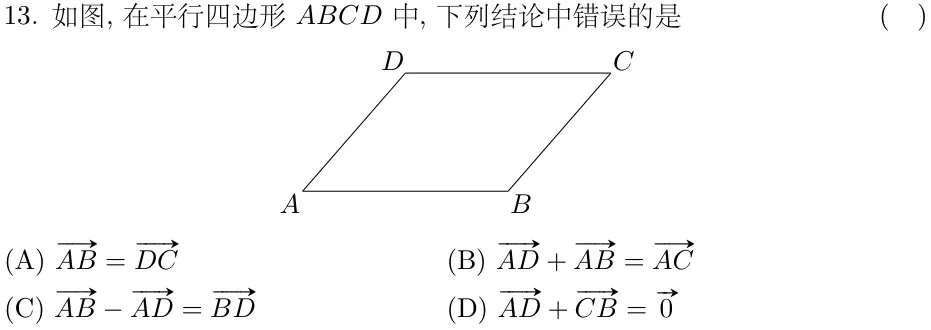 13. 如图, 在平行四边形 $ABCD$ 中, 下列结论中错误的是 ( )
D C
A B
(A) $\overrightarrow{AB} = \overrightarrow{DC}$ (B) $\overrightarrow{AD} + \overrightarrow{AB} = \overrightarrow{AC}$
(C) $\overrightarrow{AB} - \overrightarrow{AD} = \overrightarrow{BD}$ (D) $\overrightarrow{AD} + \overrightarrow{CB} = \overrightarrow{0}$